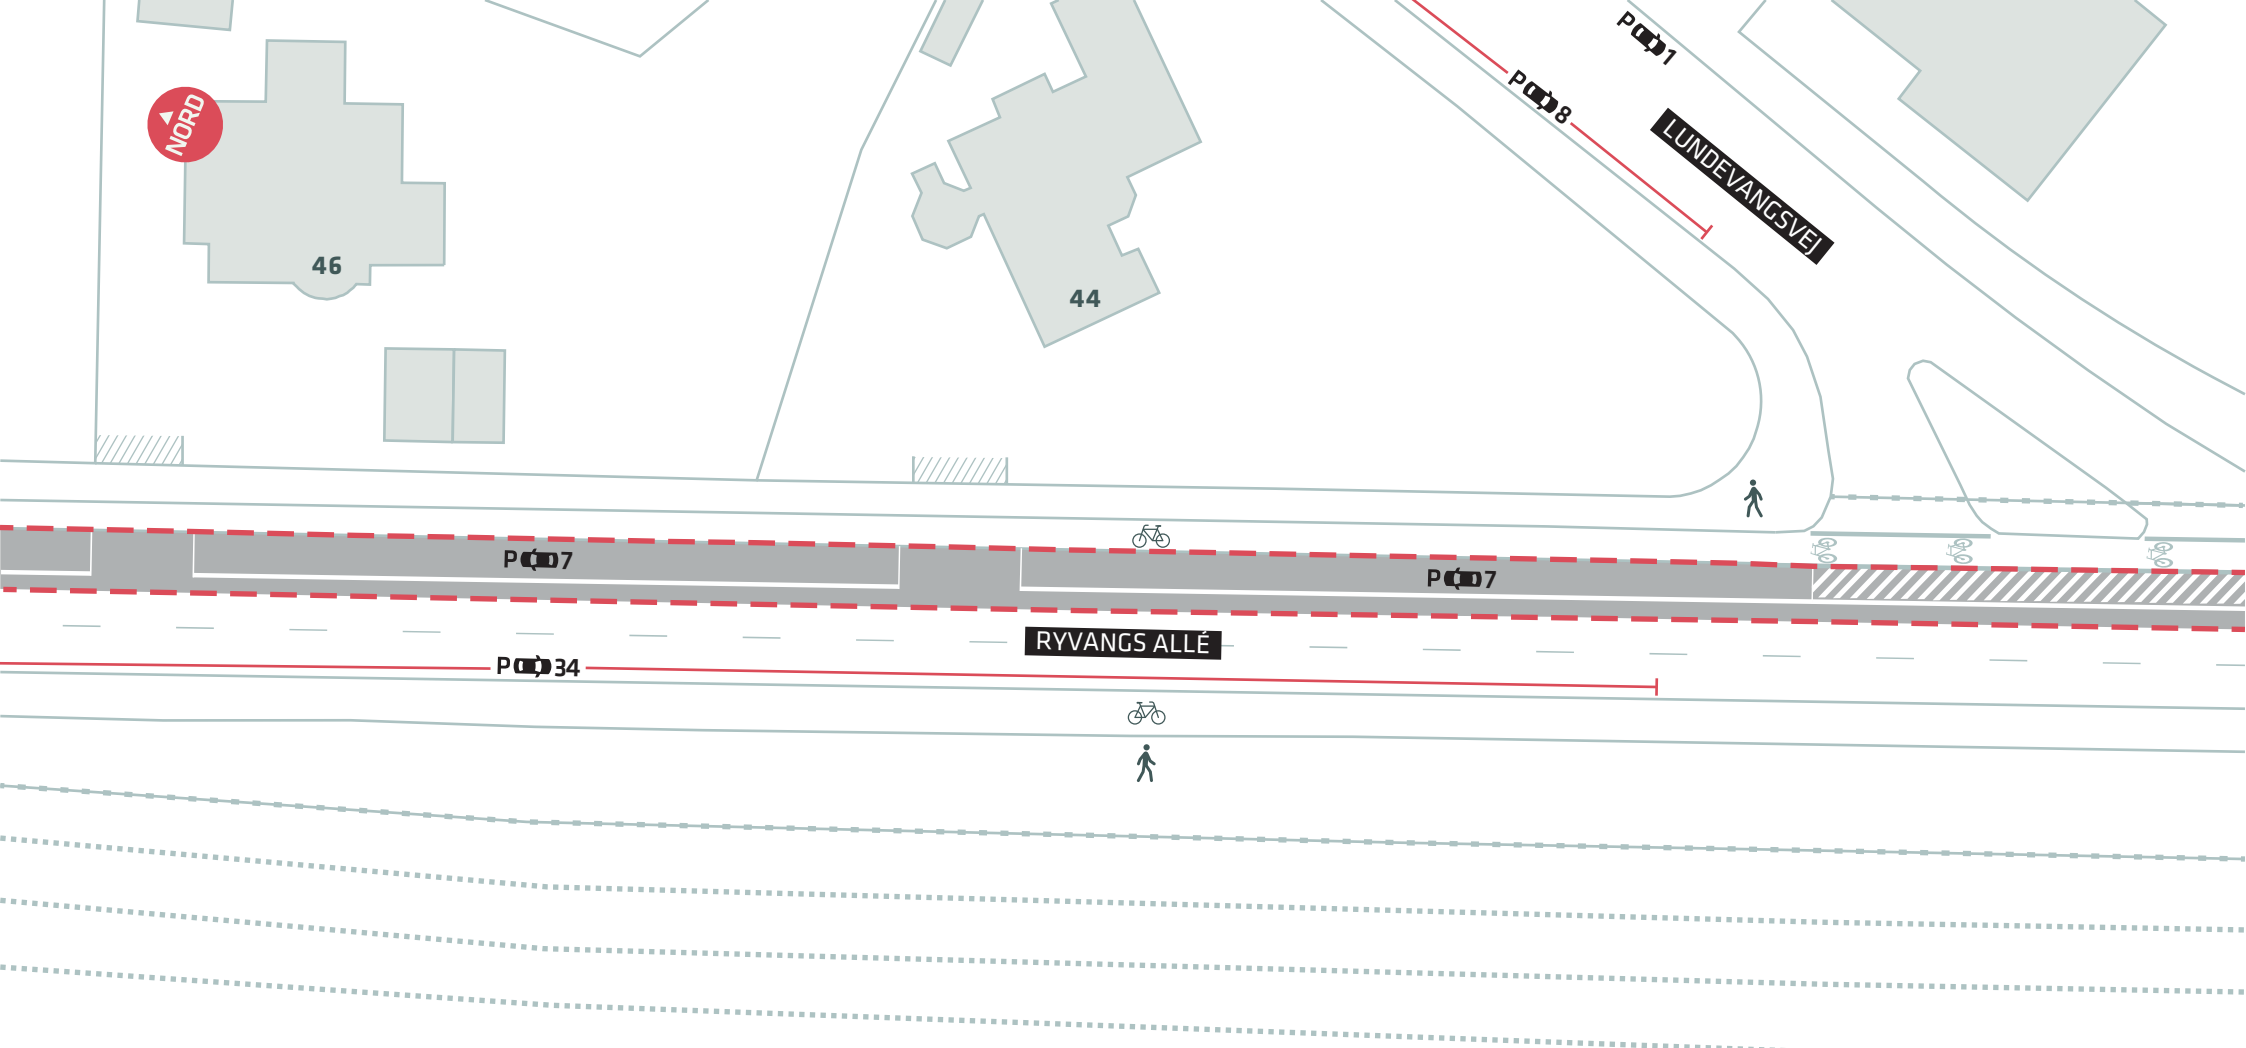 P 1
P 8
NORD
LUNDEVANGSVEJ
46
44
P 7
P 7
RYVANGS ALLÉ
P 34